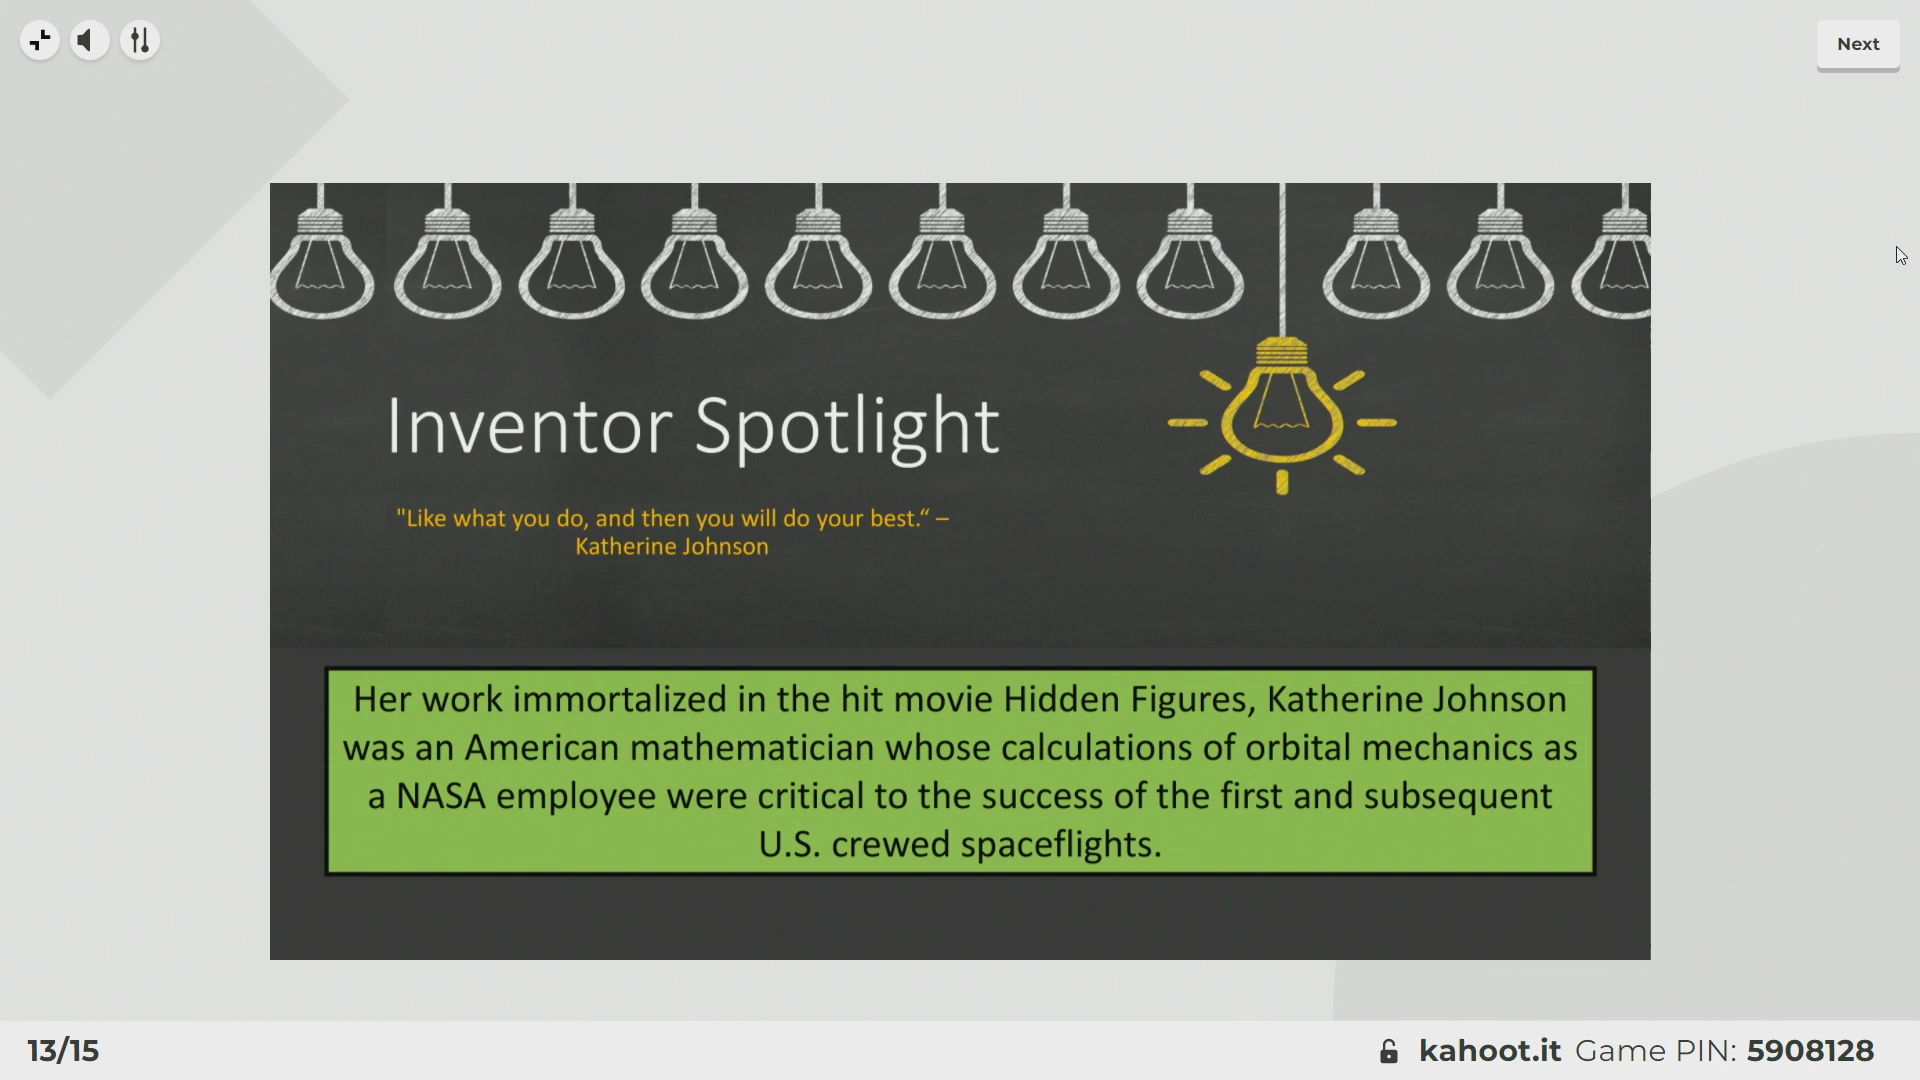 Next
Inventor Spotlight
"Like what you do, and then you will do your best.“ –
Katherine Johnson
Her work immortalized in the hit movie Hidden Figures, Katherine Johnson
was an American mathematician whose calculations of orbital mechanics as
a NASA employee were critical to the success of the first and subsequent
U.S. crewed spaceflights.
13/15
kahoot.it Game PIN: 5908128